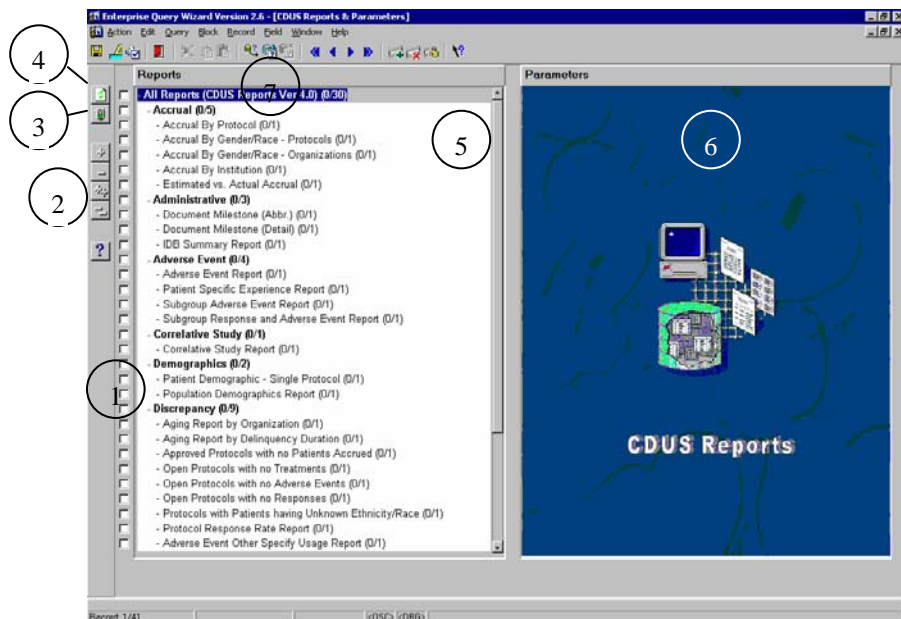 Enterprise Query Wizard Version 2.6 - [CDUS Reports & Parameters]
Action Edit Query Block Record Field Window Help
4
3
2
1
7
5
6
Reports
All Reports (CDUS Reports Ver 4.0) (0/30)
- Accrual (0/5)
- Accrual By Protocol (0/1)
- Accrual By Gender/Race - Protocols (0/1)
- Accrual By Gender/Race - Organizations (0/1)
- Accrual By Institution (0/1)
- Estimated vs. Actual Accrual (0/1)
- Administrative (0/3)
- Document Milestone (Abbr.) (0/1)
- Document Milestone (Detail) (0/1)
- IDB Summary Report (0/1)
- Adverse Event (0/4)
- Adverse Event Report (0/1)
- Patient Specific Experience Report (0/1)
- Subgroup Adverse Event Report (0/1)
- Subgroup Response and Adverse Event Report (0/1)
- Correlative Study (0/1)
- Correlative Study Report (0/1)
- Demographics (0/2)
- Patient Demographic - Single Protocol (0/1)
- Population Demographics Report (0/1)
- Discrepancy (0/9)
- Aging Report by Organization (0/1)
- Aging Report by Delinquency Duration (0/1)
- Approved Protocols with no Patients Accrued (0/1)
- Open Protocols with no Treatments (0/1)
- Open Protocols with no Adverse Events (0/1)
- Open Protocols with no Responses (0/1)
- Protocols with Patients having Unknown Ethnicity/Race (0/1)
- Protocol Response Rate Report (0/1)
- Adverse Event Other Specify Usage Report (0/1)
Parameters
CDUS Reports
Record: 1/41
<OSC> <DBG>